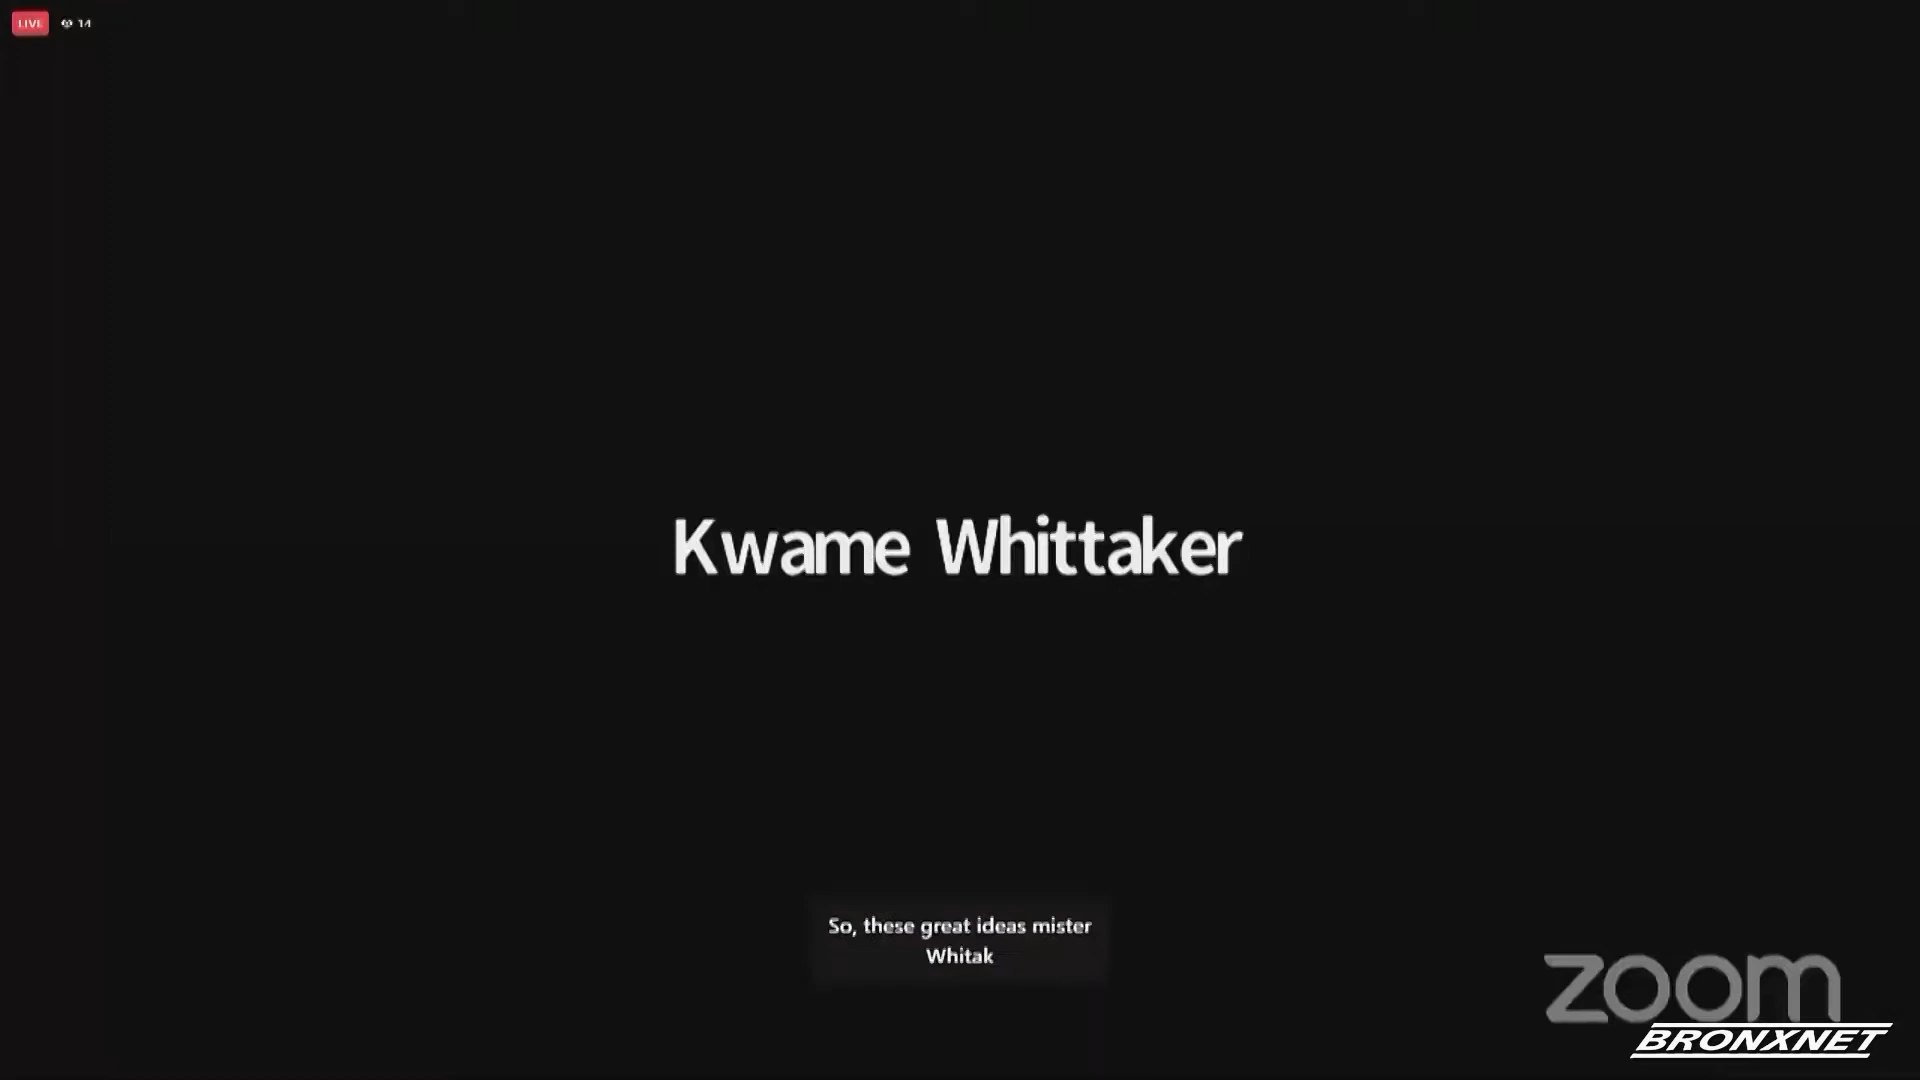 LIVE 14
Kwame Whittaker
So, these great ideas mister
Whitak
zoom
BRONXNET